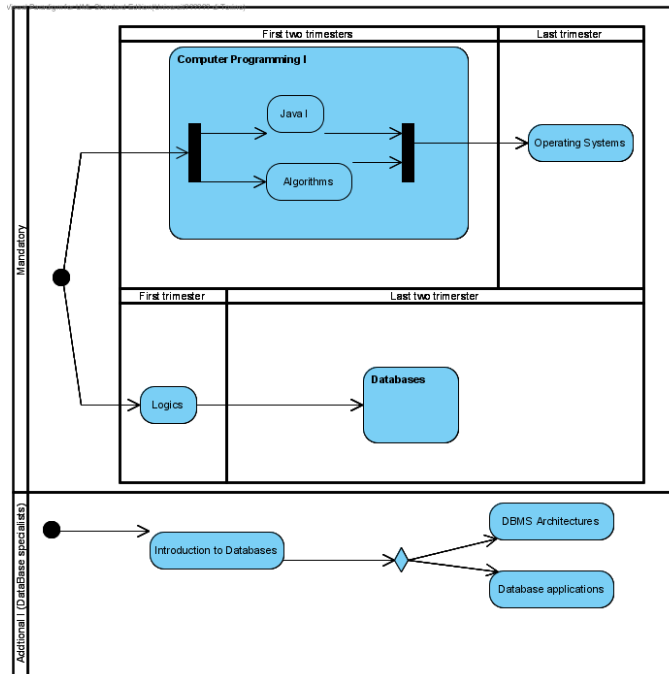 First two trimesters
Last trimester
Computer Programming I
Java I
Algorithms
Operating Systems
Mandatory
First trimester
Last two trimerster
Logics
Databases
Addtional I (DataBase specialists)
Introduction to Databases
DBMS Architectures
Database applications